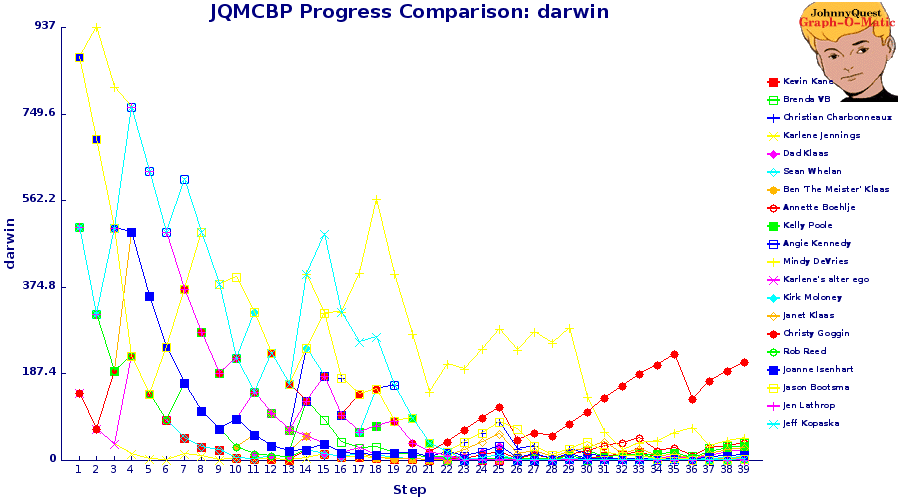 JQMCBP Progress Comparison: darwin
JohnnyQuest
Graph-O-Matic
937
749.6
562.2
374.8
187.4
0
darwin
1 2 3 4 5 6 7 8 9 10 11 12 13 14 15 16 17 18 19 20 21 22 23 24 25 26 27 28 29 30 31 32 33 34 35 36 37 38 39
Step
Kevin Kane
Brenda VB
Christian Charbonneaux
Karlene Jennings
Dad Klaas
Sean Whelan
Ben 'The Meister' Klaas
Annette Boehlje
Kelly Poole
Angie Kennedy
Mindy DeVries
Karlene's alter ego
Kirk Moloney
Janet Klaas
Christy Goggin
Rob Reed
Joanne Isenhart
Jason Bootsma
Jen Lathrop
Jeff Kopaska